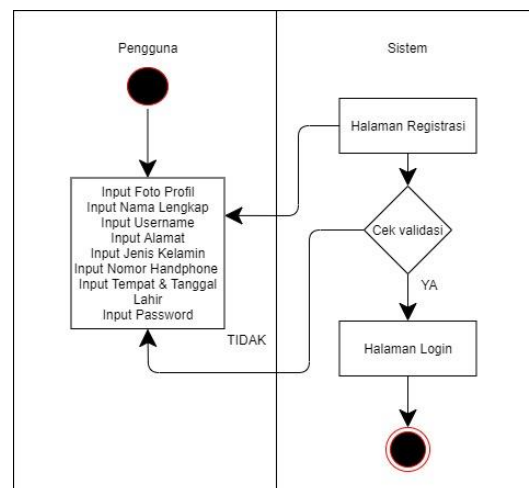 Pengguna
Sistem
Halaman Registrasi
Input Foto Profil
Input Nama Lengkap
Input Username
Input Alamat
Input Jenis Kelamin
Input Nomor Handphone
Input Tempat & Tanggal
Lahir
Input Password
Cek validasi
YA
TIDAK
Halaman Login